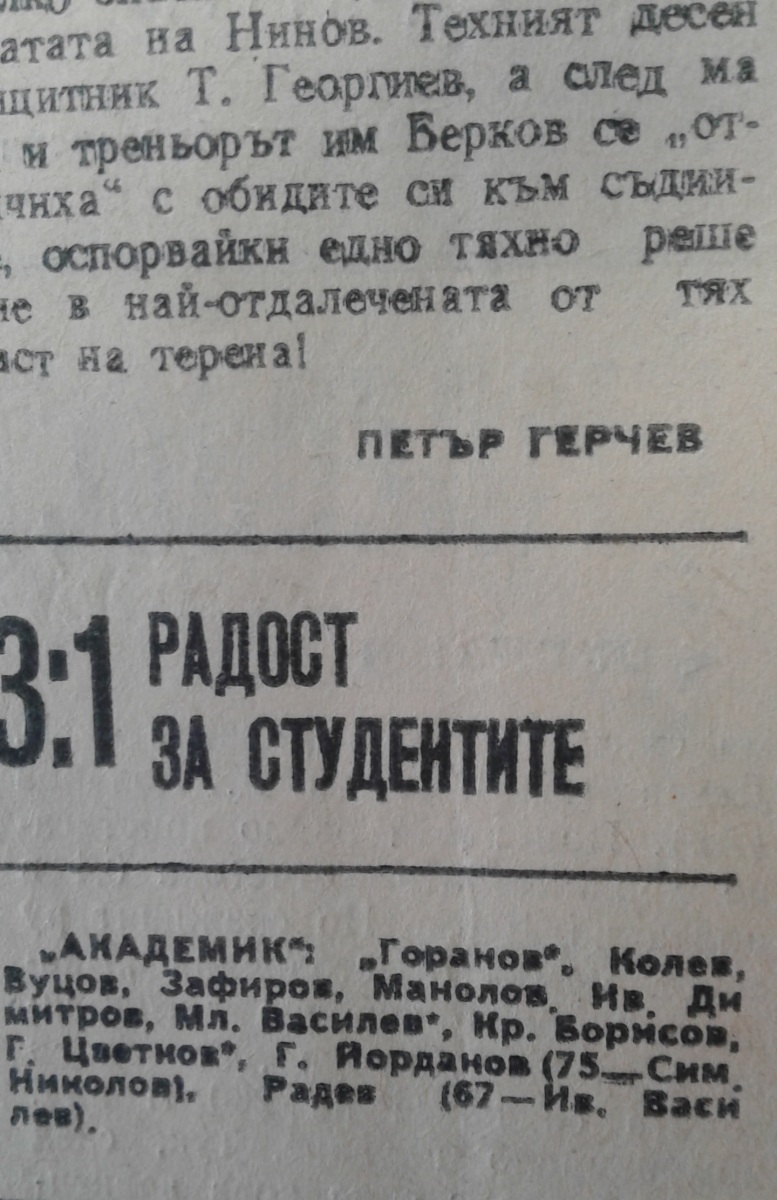 атата на Нинов. Техният десен
щитник Т. Георгиев, а след ма
и треньорът им Берков се „от-
чиха“ с обидите си към съдии-
, оспорвайки едно тяхно реше
ие в най-отдалечената от тях
аст на терена!
ПЕТЪР ГЕРЧЕВ
3:1 РАДОСТ
ЗА СТУДЕНТИТЕ
„АКАДЕМИК“: „Горанов*. Колев,
Вуцов, Зафиров, Манолов. Ив. Ди
митров, Мл. Василев*, Кр. Борисов,
Г. Цветков*, Г. Йорданов (75—Сим.
Николов), Радев (67—Ив. Васи
лев).